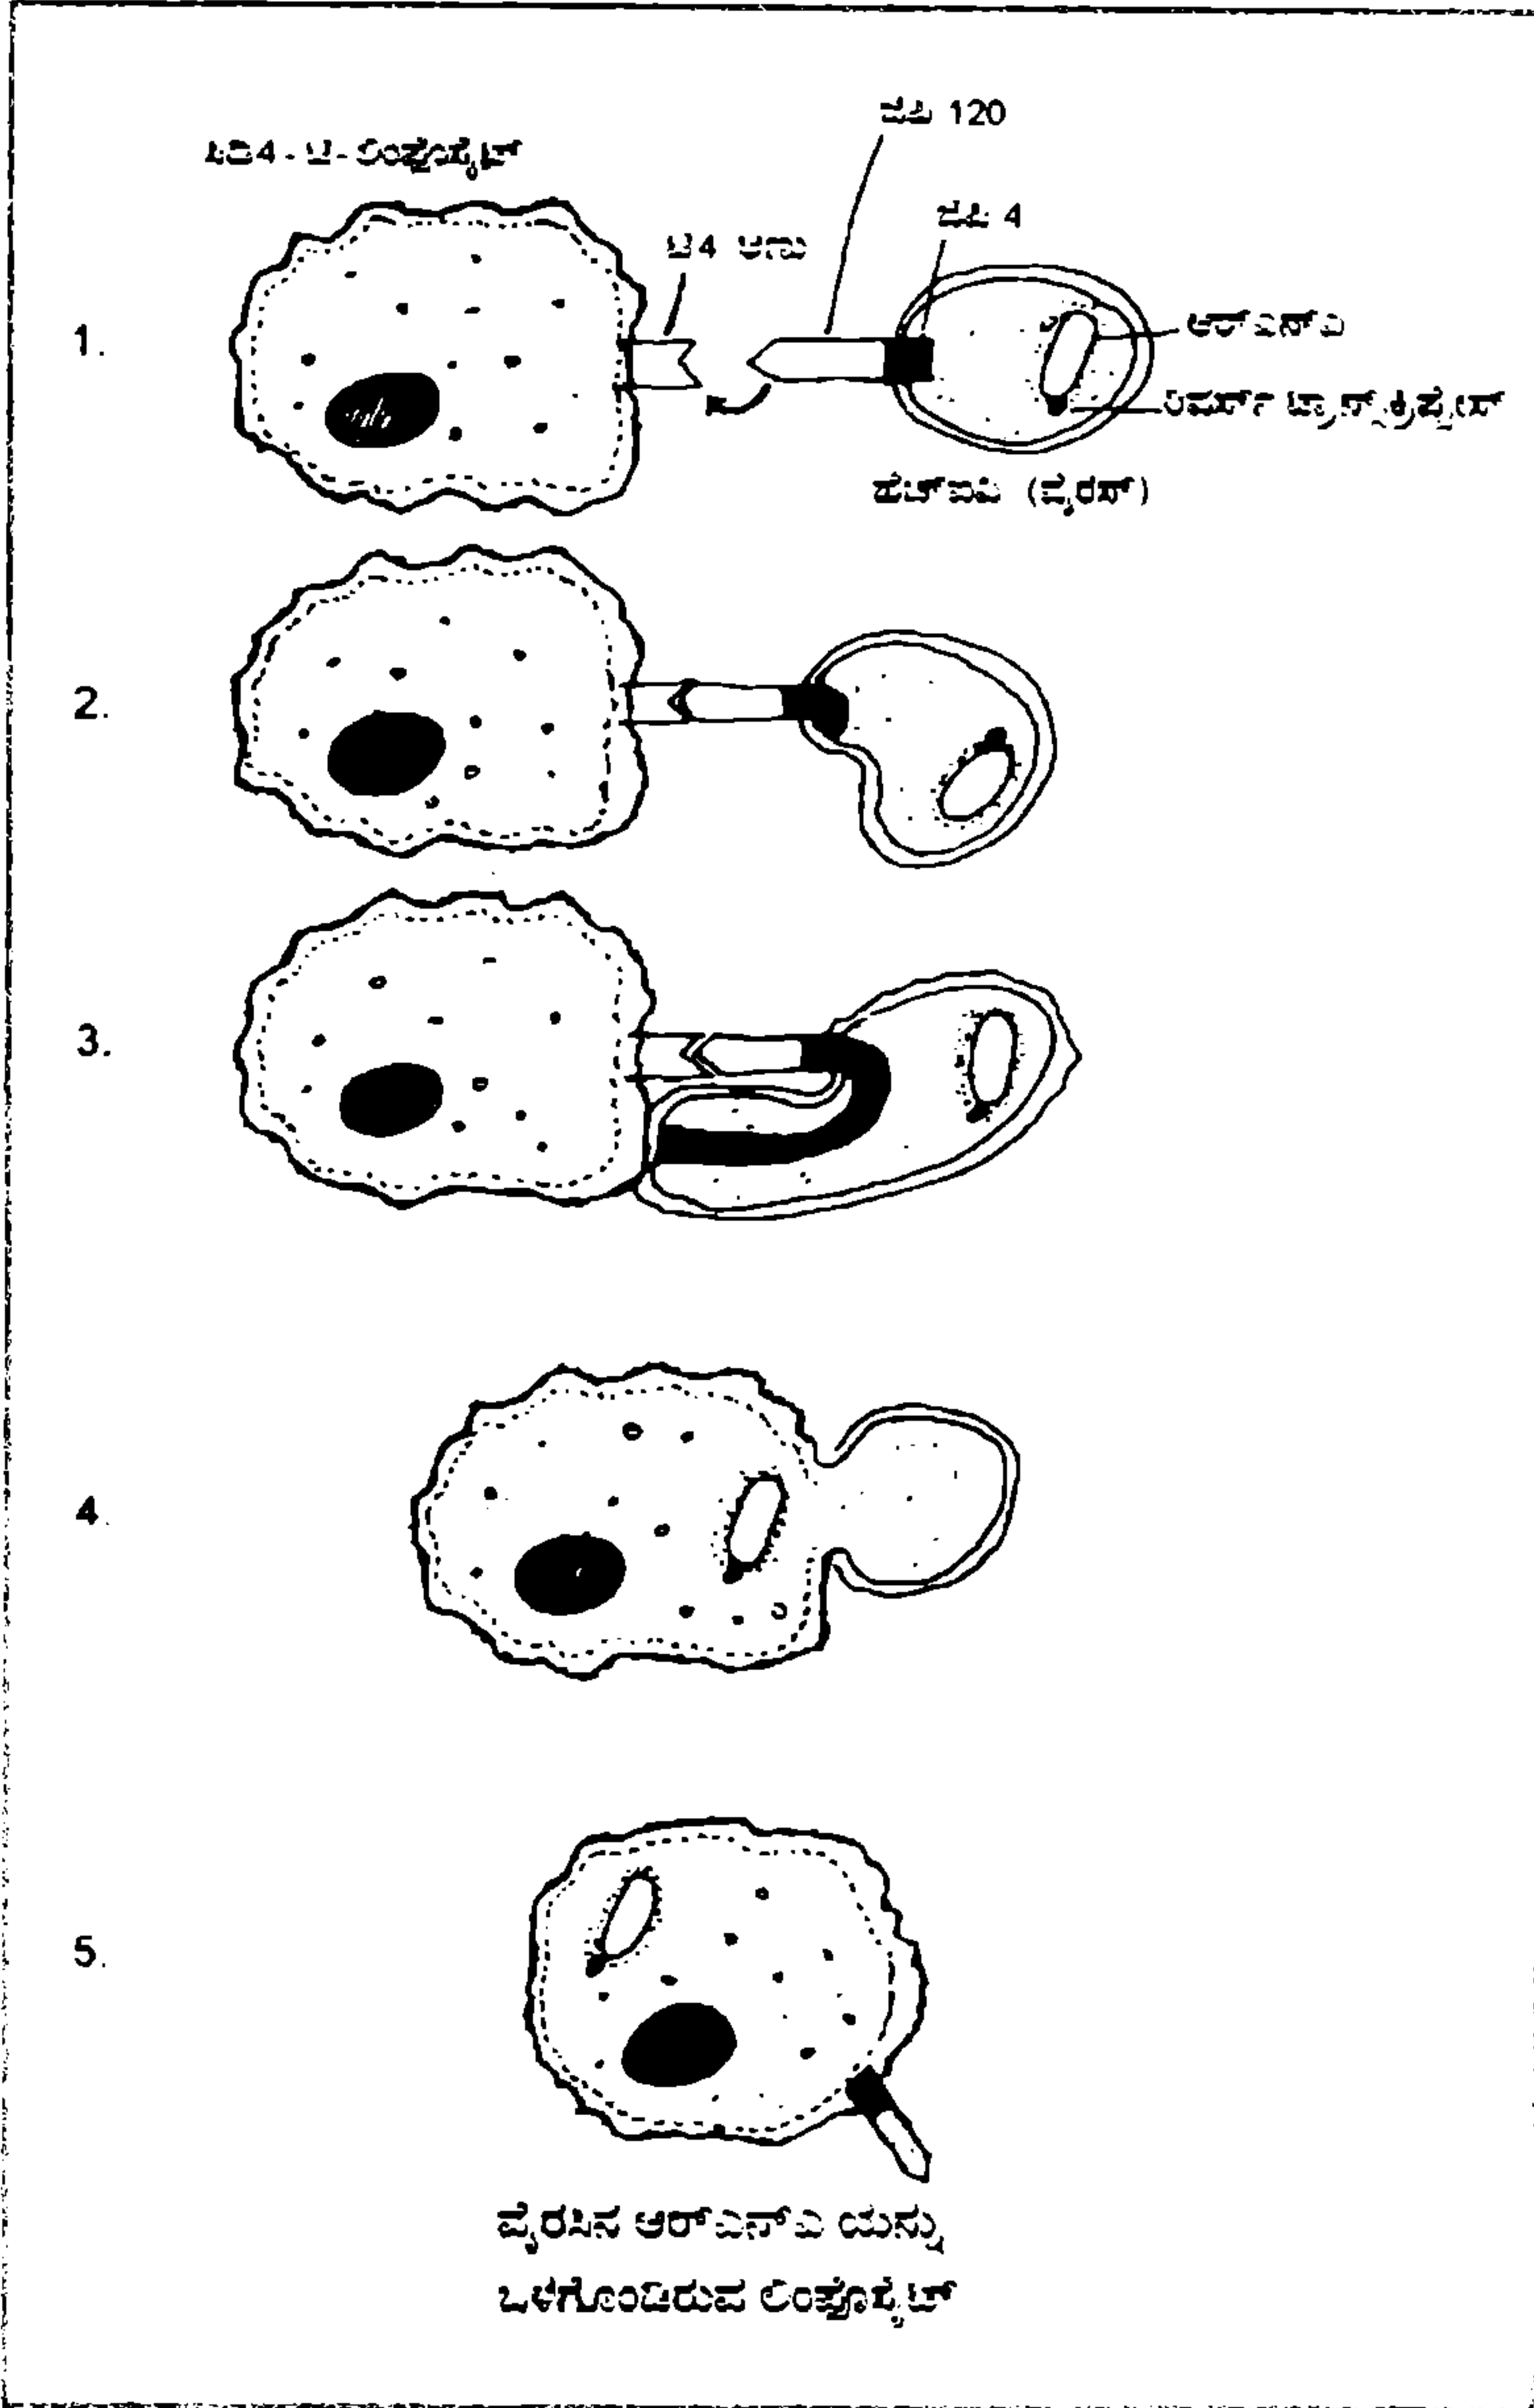 ಜಿಪಿ 120
ಸಿಡಿ4-ಟಿ-ಲಿಂಫೊಸೈಟ್
ಜಿಪಿ 4
ಟಿ4 ಅಣು
1.
ಆರ್‌ಎನ್‌ಎ
ರಿವರ್ಸ್ ಟ್ರಾನ್ಸ್‌ಕ್ರಿಪ್ಟೇಸ್
ಹೆಚ್‌ಐವಿ (ವೈರಸ್)
2.
3.
4.
5.
ವೈರಸಿನ ಆರ್‌ಎನ್‌ಎ ಯನ್ನು
ಒಳಗೊಂಡಿರುವ ಲಿಂಫೊಸೈಟ್